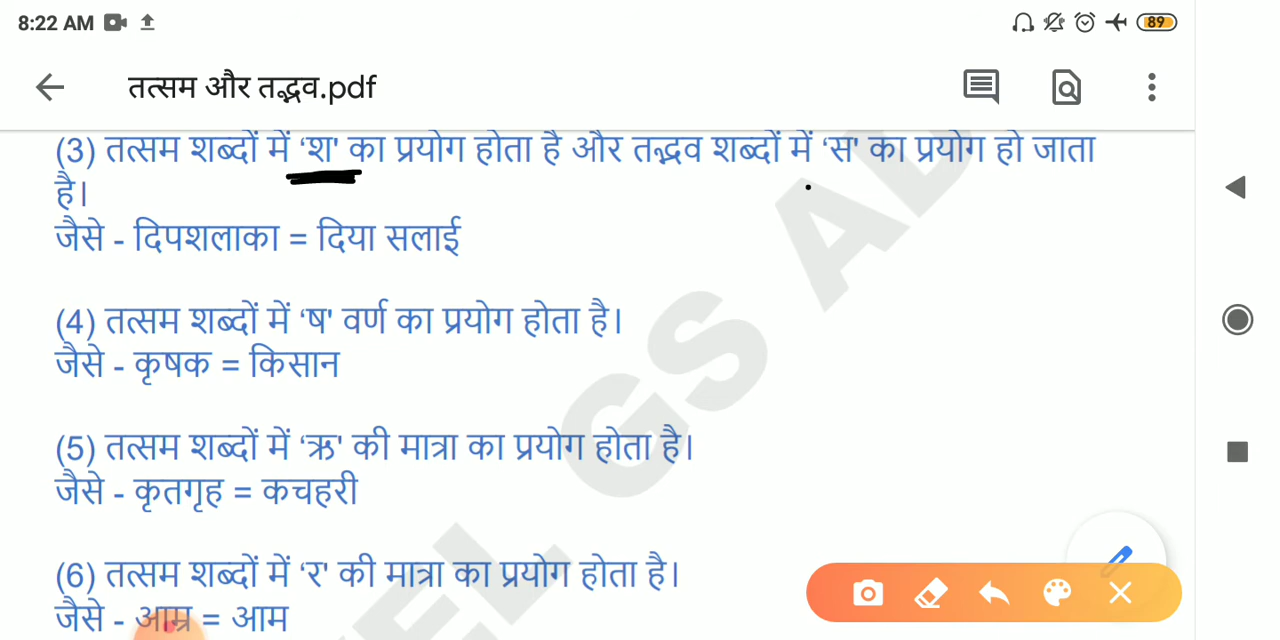 8:22 AM
89
तत्सम और तद्भव.pdf
(3) तत्सम शब्दों में ‘श' का प्रयोग होता है और तद्भव शब्दों में ‘स' का प्रयोग हो जाता
है।
जैसे - दिपशलाका = दिया सलाई
(4) तत्सम शब्दों में ‘ष' वर्ण का प्रयोग होता है।
जैसे - कृषक = किसान
(5) तत्सम शब्दों में ‘ऋ' की मात्रा का प्रयोग होता है।
जैसे - कृतगृह = कचहरी
(6) तत्सम शब्दों में ‘र' की मात्रा का प्रयोग होता है।
जैसे - आम्र = आम
GS